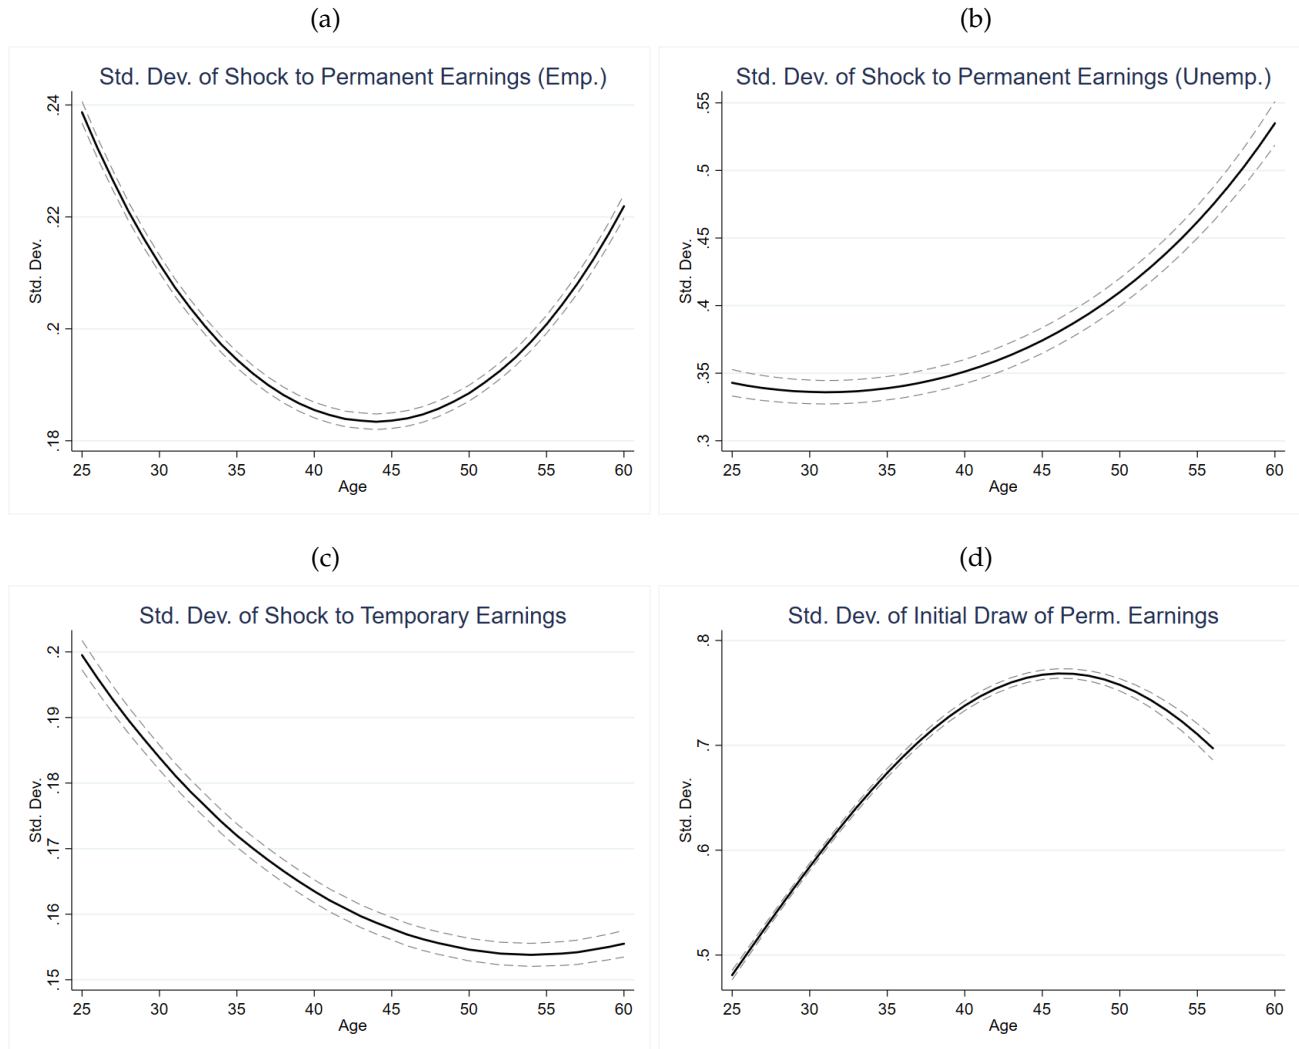 (a)
Std. Dev. of Shock to Permanent Earnings (Emp.)
Std. Dev.
.24
.22
.2
.18
25 30 35 40 45 50 55 60
Age
(b)
Std. Dev. of Shock to Permanent Earnings (Unemp.)
Std. Dev.
.55
.5
.45
.4
.35
.3
25 30 35 40 45 50 55 60
Age
(c)
Std. Dev. of Shock to Temporary Earnings
Std. Dev.
.2
.19
.18
.17
.16
.15
25 30 35 40 45 50 55 60
Age
(d)
Std. Dev. of Initial Draw of Perm. Earnings
Std. Dev.
.8
.7
.6
.5
25 30 35 40 45 50 55 60
Age